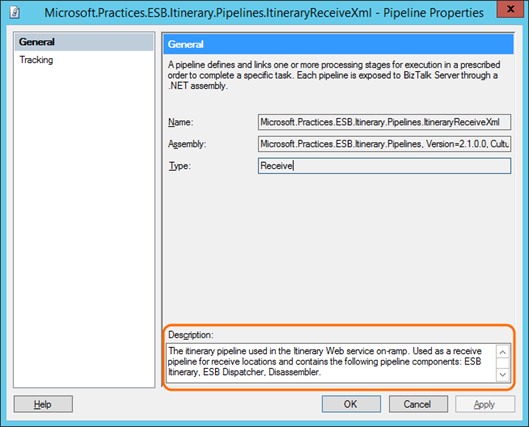 Microsoft.Practices.ESB.Itinerary.Pipelines.ItineraryReceiveXml - Pipeline Properties
x
General
Tracking
General
A pipeline defines and links one or more processing stages for execution in a prescribed
order to complete a specific task. Each pipeline is exposed to BizTalk Server through a
.NET assembly.
Name: Microsoft.Practices.ESB.Itinerary.Pipelines.ItineraryReceiveXml
Assembly: Microsoft.Practices.ESB.Itinerary.Pipelines, Version=2.1.0.0, Cultu
Type: Receive
Description:
The itinerary pipeline used in the Itinerary Web service on-ramp. Used as a receive
pipeline for receive locations and contains the following pipeline components: ESB
Itinerary, ESB Dispatcher, Disassembler.
Help OK Cancel Apply